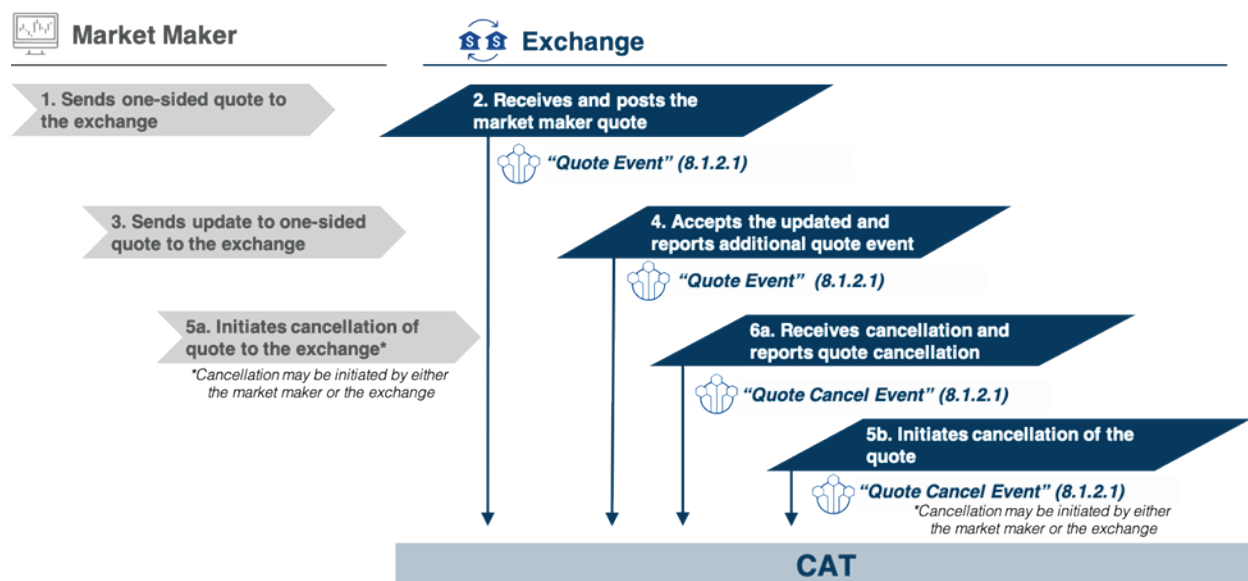 Market Maker
Exchange
1. Sends one-sided quote to
the exchange
2. Receives and posts the
market maker quote
“Quote Event” (8.1.2.1)
3. Sends update to one-sided
quote to the exchange
4. Accepts the updated and
reports additional quote event
“Quote Event” (8.1.2.1)
5a. Initiates cancellation of
quote to the exchange*
*Cancellation may be initiated by either
the market maker or the exchange
6a. Receives cancellation and
reports quote cancellation
“Quote Cancel Event” (8.1.2.1)
5b. Initiates cancellation of the
quote
“Quote Cancel Event” (8.1.2.1)
*Cancellation may be initiated by either
the market maker or the exchange
CAT